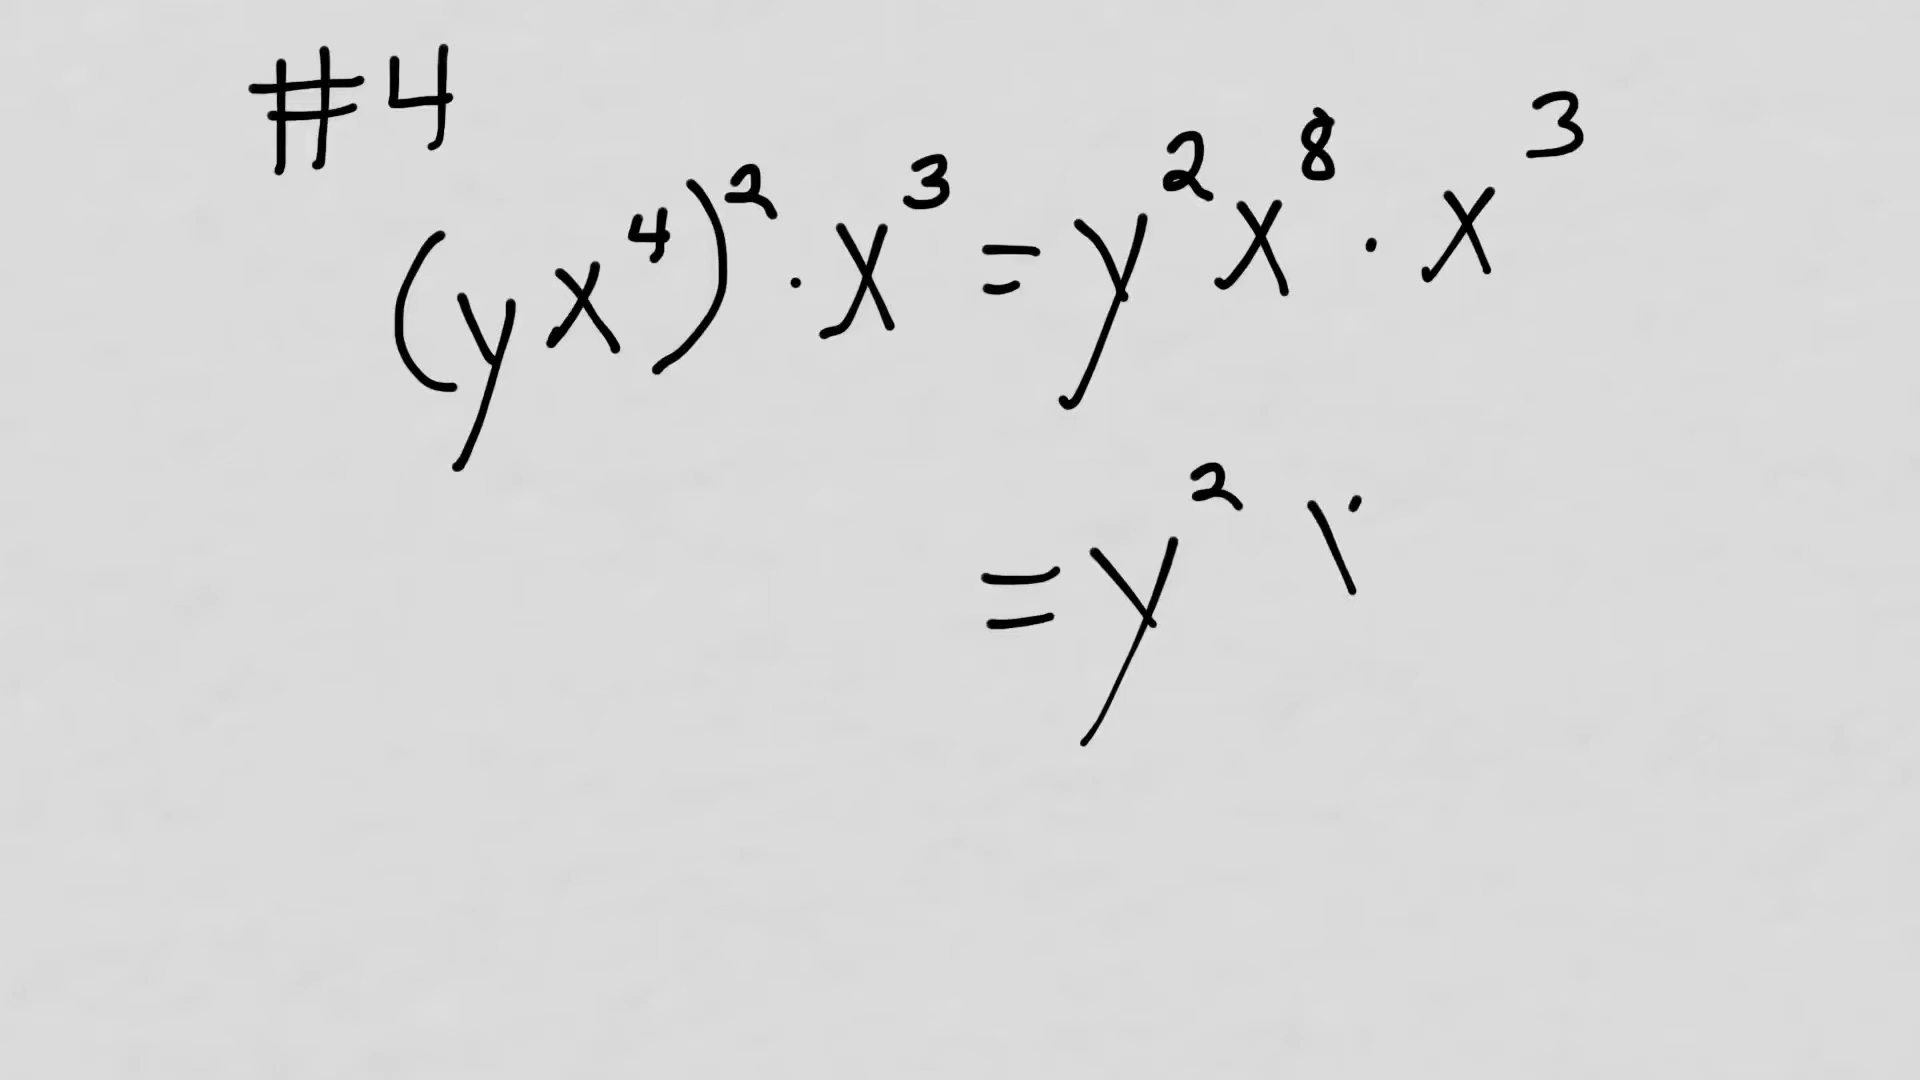 #4
(yx⁴)² · x³ = y²x⁸ · x³
= y²